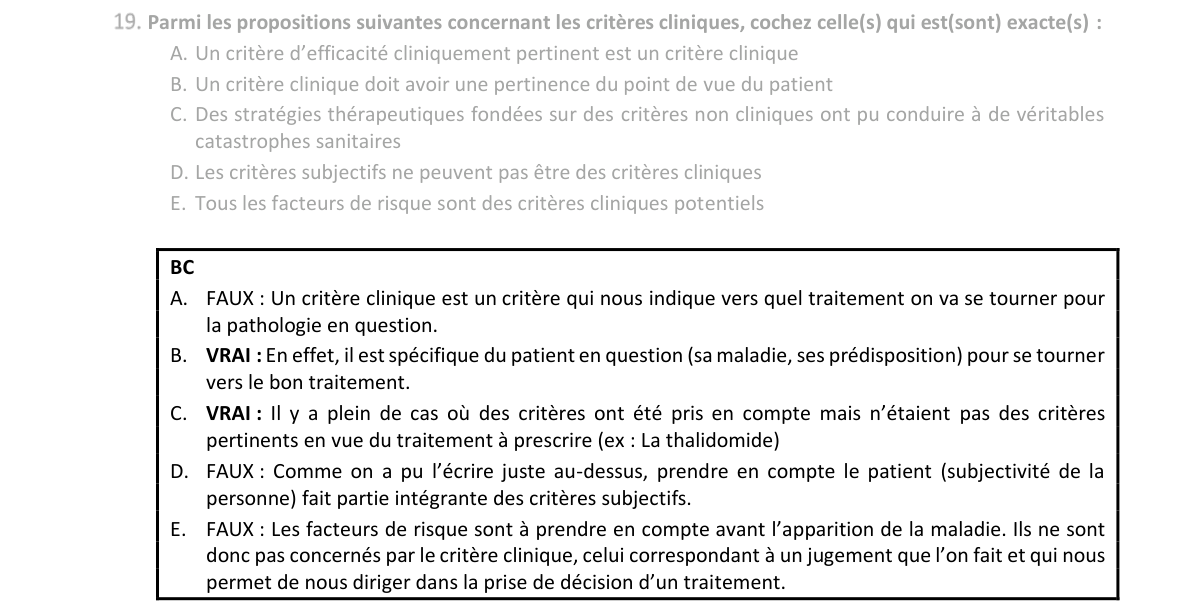 19. Parmi les propositions suivantes concernant les critères cliniques, cochez celle(s) qui est(sont) exacte(s) :
A. Un critère d'efficacité cliniquement pertinent est un critère clinique
B. Un critère clinique doit avoir une pertinence du point de vue du patient
C. Des stratégies thérapeutiques fondées sur des critères non cliniques ont pu conduire à de véritables
catastrophes sanitaires
D. Les critères subjectifs ne peuvent pas être des critères cliniques
E. Tous les facteurs de risque sont des critères cliniques potentiels
BC
A. FAUX : Un critère clinique est un critère qui nous indique vers quel traitement on va se tourner pour
la pathologie en question.
B. VRAI : En effet, il est spécifique du patient en question (sa maladie, ses prédisposition) pour se tourner
vers le bon traitement.
C. VRAI : Il y a plein de cas où des critères ont été pris en compte mais n'étaient pas des critères
pertinents en vue du traitement à prescrire (ex : La thalidomide)
D. FAUX : Comme on a pu l'écrire juste au-dessus, prendre en compte le patient (subjectivité de la
personne) fait partie intégrante des critères subjectifs.
E. FAUX : Les facteurs de risque sont à prendre en compte avant l'apparition de la maladie. Ils ne sont
donc pas concernés par le critère clinique, celui correspondant à un jugement que l'on fait et qui nous
permet de nous diriger dans la prise de décision d'un traitement.